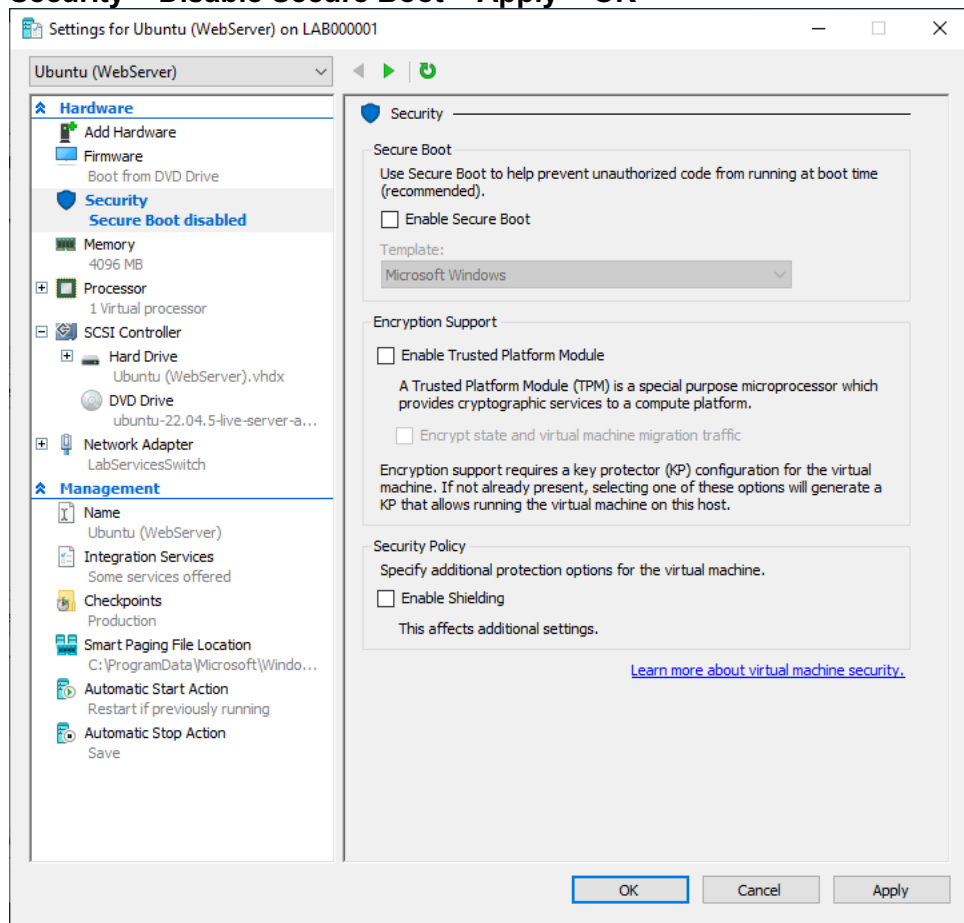 Security – Disable Secure Boot – Apply – OK
Settings for Ubuntu (WebServer) on LAB000001
Ubuntu (WebServer)
Hardware
Add Hardware
Firmware
Boot from DVD Drive
Security
Secure Boot disabled
Memory
4096 MB
Processor
1 Virtual processor
SCSI Controller
Hard Drive
Ubuntu (WebServer).vhdx
DVD Drive
ubuntu-22.04.5-live-server-a...
Network Adapter
LabServicesSwitch
Management
Name
Ubuntu (WebServer)
Integration Services
Some services offered
Checkpoints
Production
Smart Paging File Location
C:\ProgramData\Microsoft\Windo...
Automatic Start Action
Restart if previously running
Automatic Stop Action
Save
Security
Secure Boot
Use Secure Boot to help prevent unauthorized code from running at boot time
(recommended).
Enable Secure Boot
Template:
Microsoft Windows
Encryption Support
Enable Trusted Platform Module
A Trusted Platform Module (TPM) is a special purpose microprocessor which
provides cryptographic services to a compute platform.
Encrypt state and virtual machine migration traffic
Encryption support requires a key protector (KP) configuration for the virtual
machine. If not already present, selecting one of these options will generate a
KP that allows running the virtual machine on this host.
Security Policy
Specify additional protection options for the virtual machine.
Enable Shielding
This affects additional settings.
Learn more about virtual machine security.
OK
Cancel
Apply